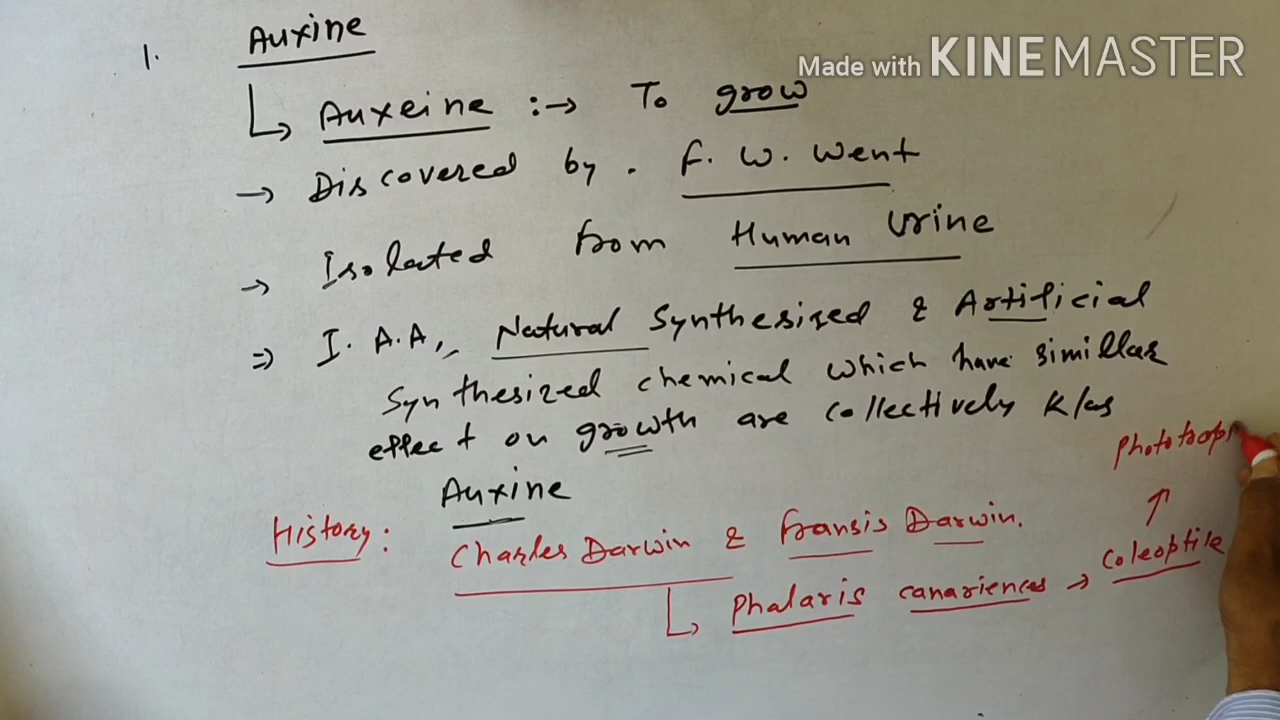 Made with KINEMASTER
1. Auxine
Auxeine :→ To grow
→ Discovered by . F. W. Went
→ Isolated from Human Urine
⇒ I. A.A, Natural Synthesized & Artificial
Synthesized chemical which have simillar
effect on growth are collectively k/as
Auxine
History: Charles Darwin & Fransis Darwin.
Phalaris canariences → Coleoptile
↑
Phototrop